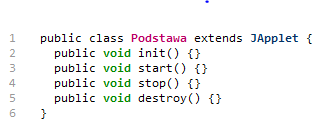 1 public class Podstawa extends JApplet {
2 public void init() {}
3 public void start() {}
4 public void stop() {}
5 public void destroy() {}
6 }